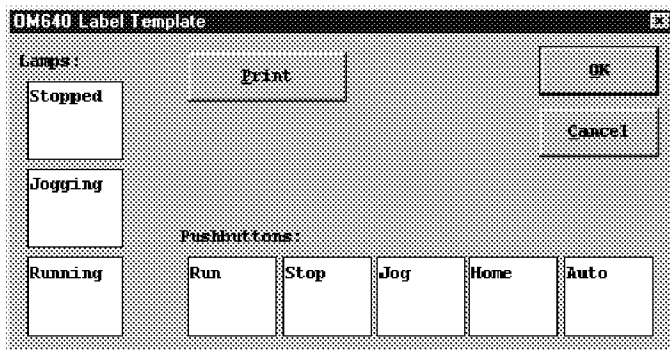 OM640 Label Template
Lamps:
Print
OK
Stopped
Cancel
Jogging
Pushbuttons:
Running
Run
Stop
Jog
Home
Auto